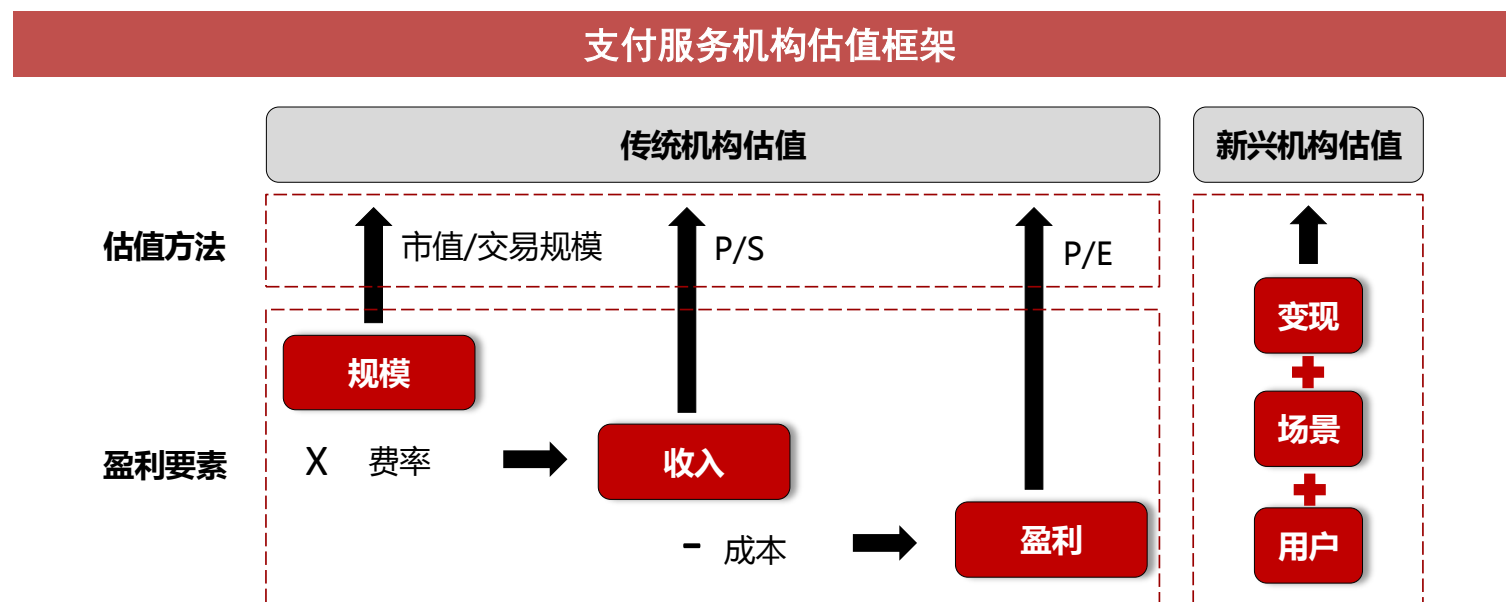 支付服务机构估值框架
传统机构估值
新兴机构估值
估值方法
市值/交易规模
P/S
P/E
变现
规模
场景
盈利要素
X 费率
收入
用户
- 成本
盈利